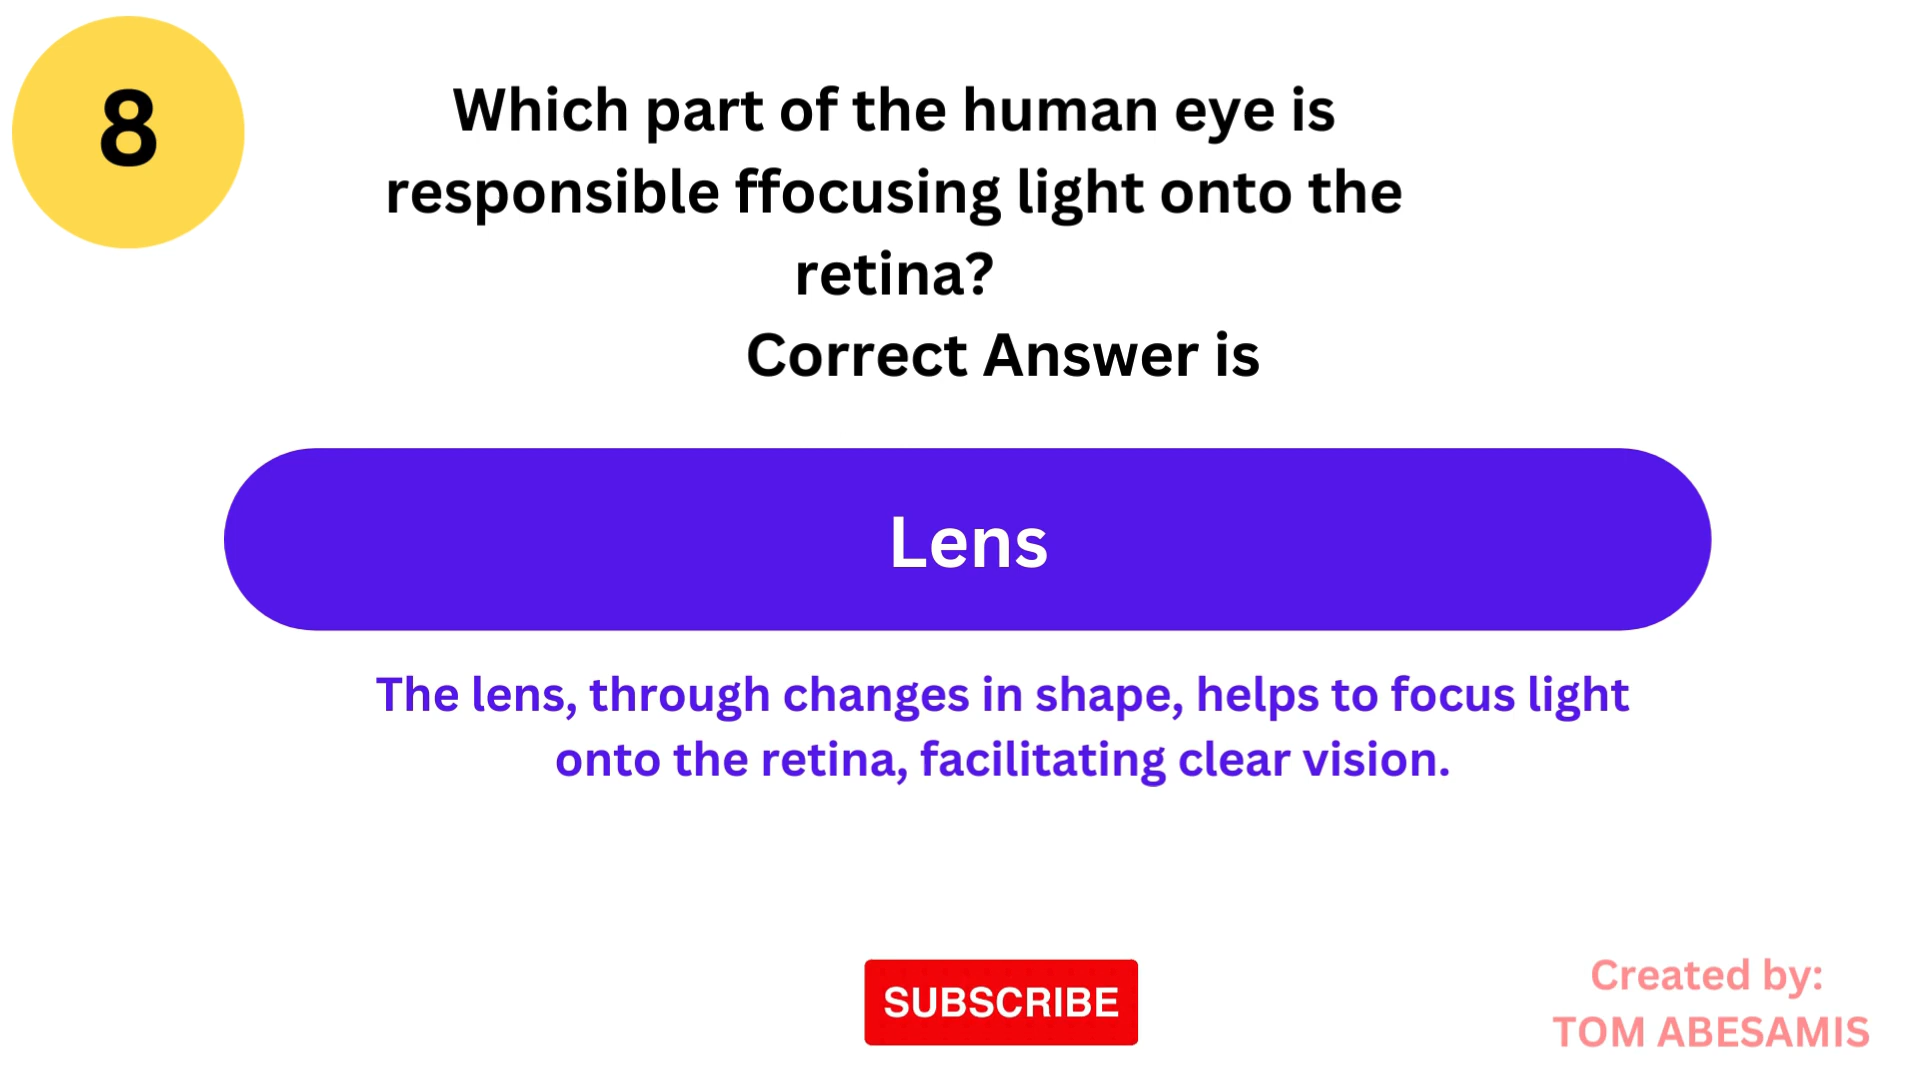 8
Which part of the human eye is
responsible ffocusing light onto the
retina?
Correct Answer is
Lens
The lens, through changes in shape, helps to focus light
onto the retina, facilitating clear vision.
SUBSCRIBE
Created by:
TOM ABESAMIS